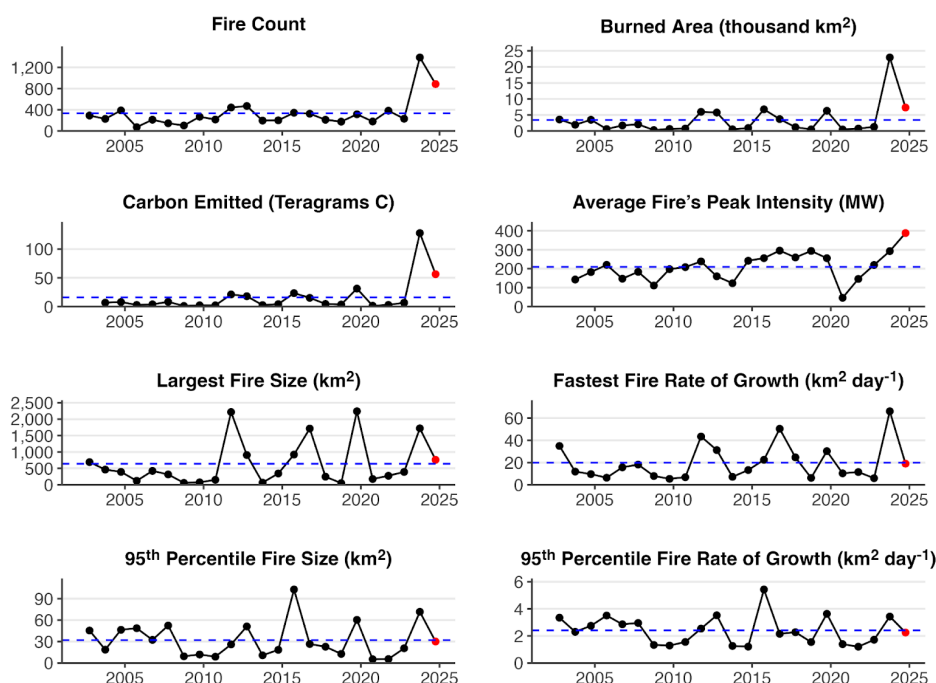 Fire Count
1,200
800
400
0
2005 2010 2015 2020 2025
Burned Area (thousand km²)
25
20
15
10
5
0
2005 2010 2015 2020 2025
Carbon Emitted (Teragrams C)
100
50
0
2005 2010 2015 2020 2025
Average Fire's Peak Intensity (MW)
400
300
200
100
0
2005 2010 2015 2020 2025
Largest Fire Size (km²)
2,500
2,000
1,500
1,000
500
0
2005 2010 2015 2020 2025
Fastest Fire Rate of Growth (km² day⁻¹)
60
40
20
0
2005 2010 2015 2020 2025
95ᵗʰ Percentile Fire Size (km²)
90
60
30
0
2005 2010 2015 2020 2025
95ᵗʰ Percentile Fire Rate of Growth (km² day⁻¹)
6
4
2
0
2005 2010 2015 2020 2025